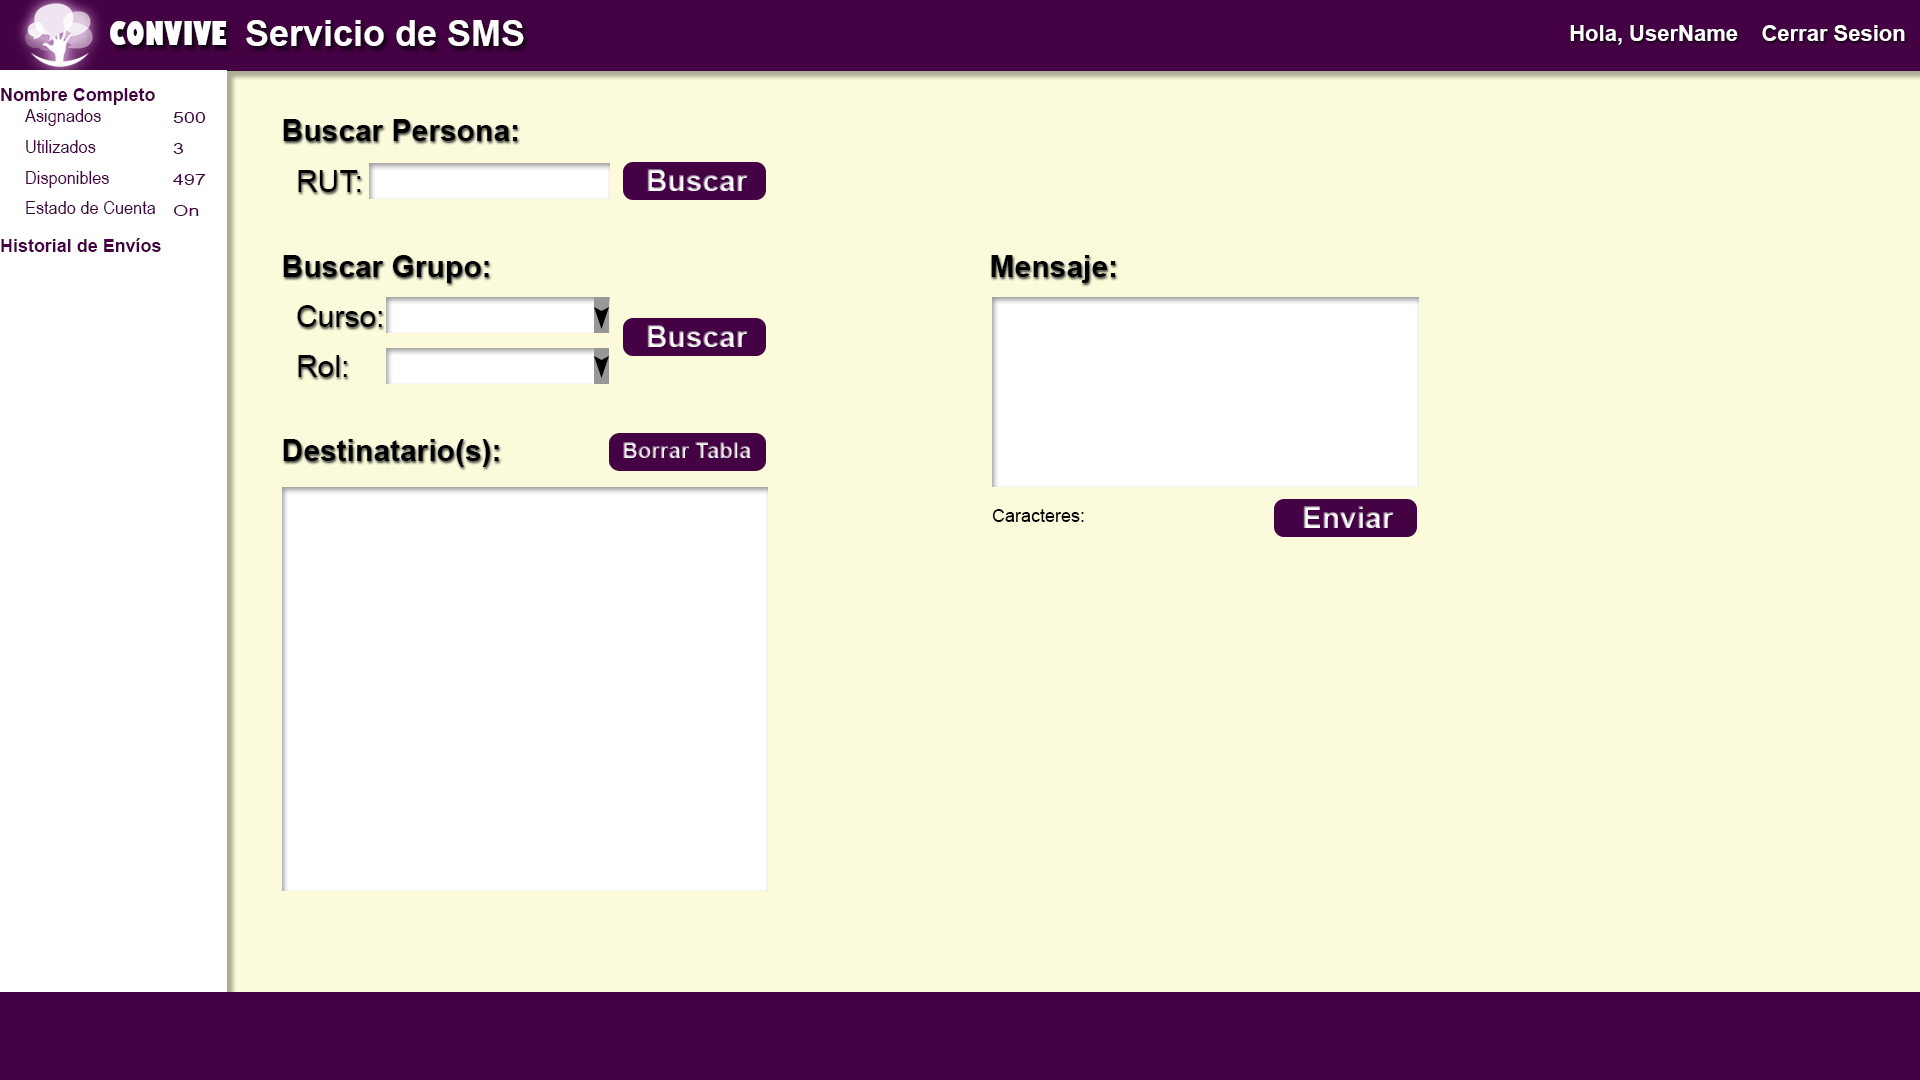 CONVIVE Servicio de SMS
Hola, UserName Cerrar Sesion
Nombre Completo
Asignados 500
Utilizados 3
Disponibles 497
Estado de Cuenta On
Historial de Envíos
Buscar Persona:
RUT: Buscar
Buscar Grupo:
Curso:
Rol:
Buscar
Destinatario(s): Borrar Tabla
Mensaje:
Caracteres: Enviar